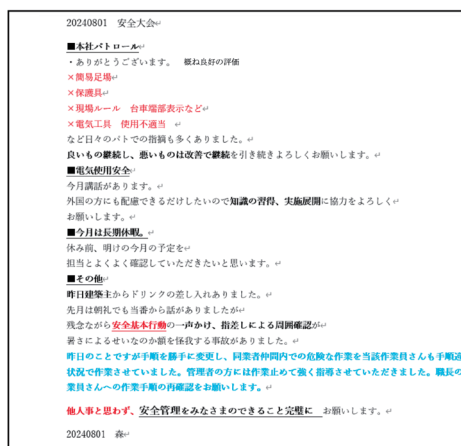 20240801　安全大会
■本社パトロール
・ありがとうございます。　概ね良好の評価
×簡易足場
×保護具
×現場ルール　台車端部表示など
×電気工具　使用不適当
など日々のパトでの指摘も多くありました。
良いもの継続し、悪いものは改善で継続を引き続きよろしくお願いします。
■電気使用安全
今月講話があります。
外国の方にも配慮できるだけしたいので知識の習得、実施展開に協力をよろしく
お願いします。
■今月は長期休暇。
休み前、明けの今月の予定を
担当とよくよく確認していただきたいと思います。
■その他
昨日建築主からドリンクの差し入れありました。
先月は朝礼でも当番から話がありましたが
残念ながら安全基本行動の一声かけ、指差しによる周囲確認が
暑さによるせいなのか額を怪我する事故がありました。
昨日のことですが手順を勝手に変更し、同業者仲間内での危険な作業を当該作業員さんも手順
状況で作業さていました。管理者の方には作業止めて強く指導させていただきました。職長の
業員さんへの作業手順の再確認をお願いします。
他人事と思わず、安全管理をみなさまのできること完璧に　お願いします。
20240801　森